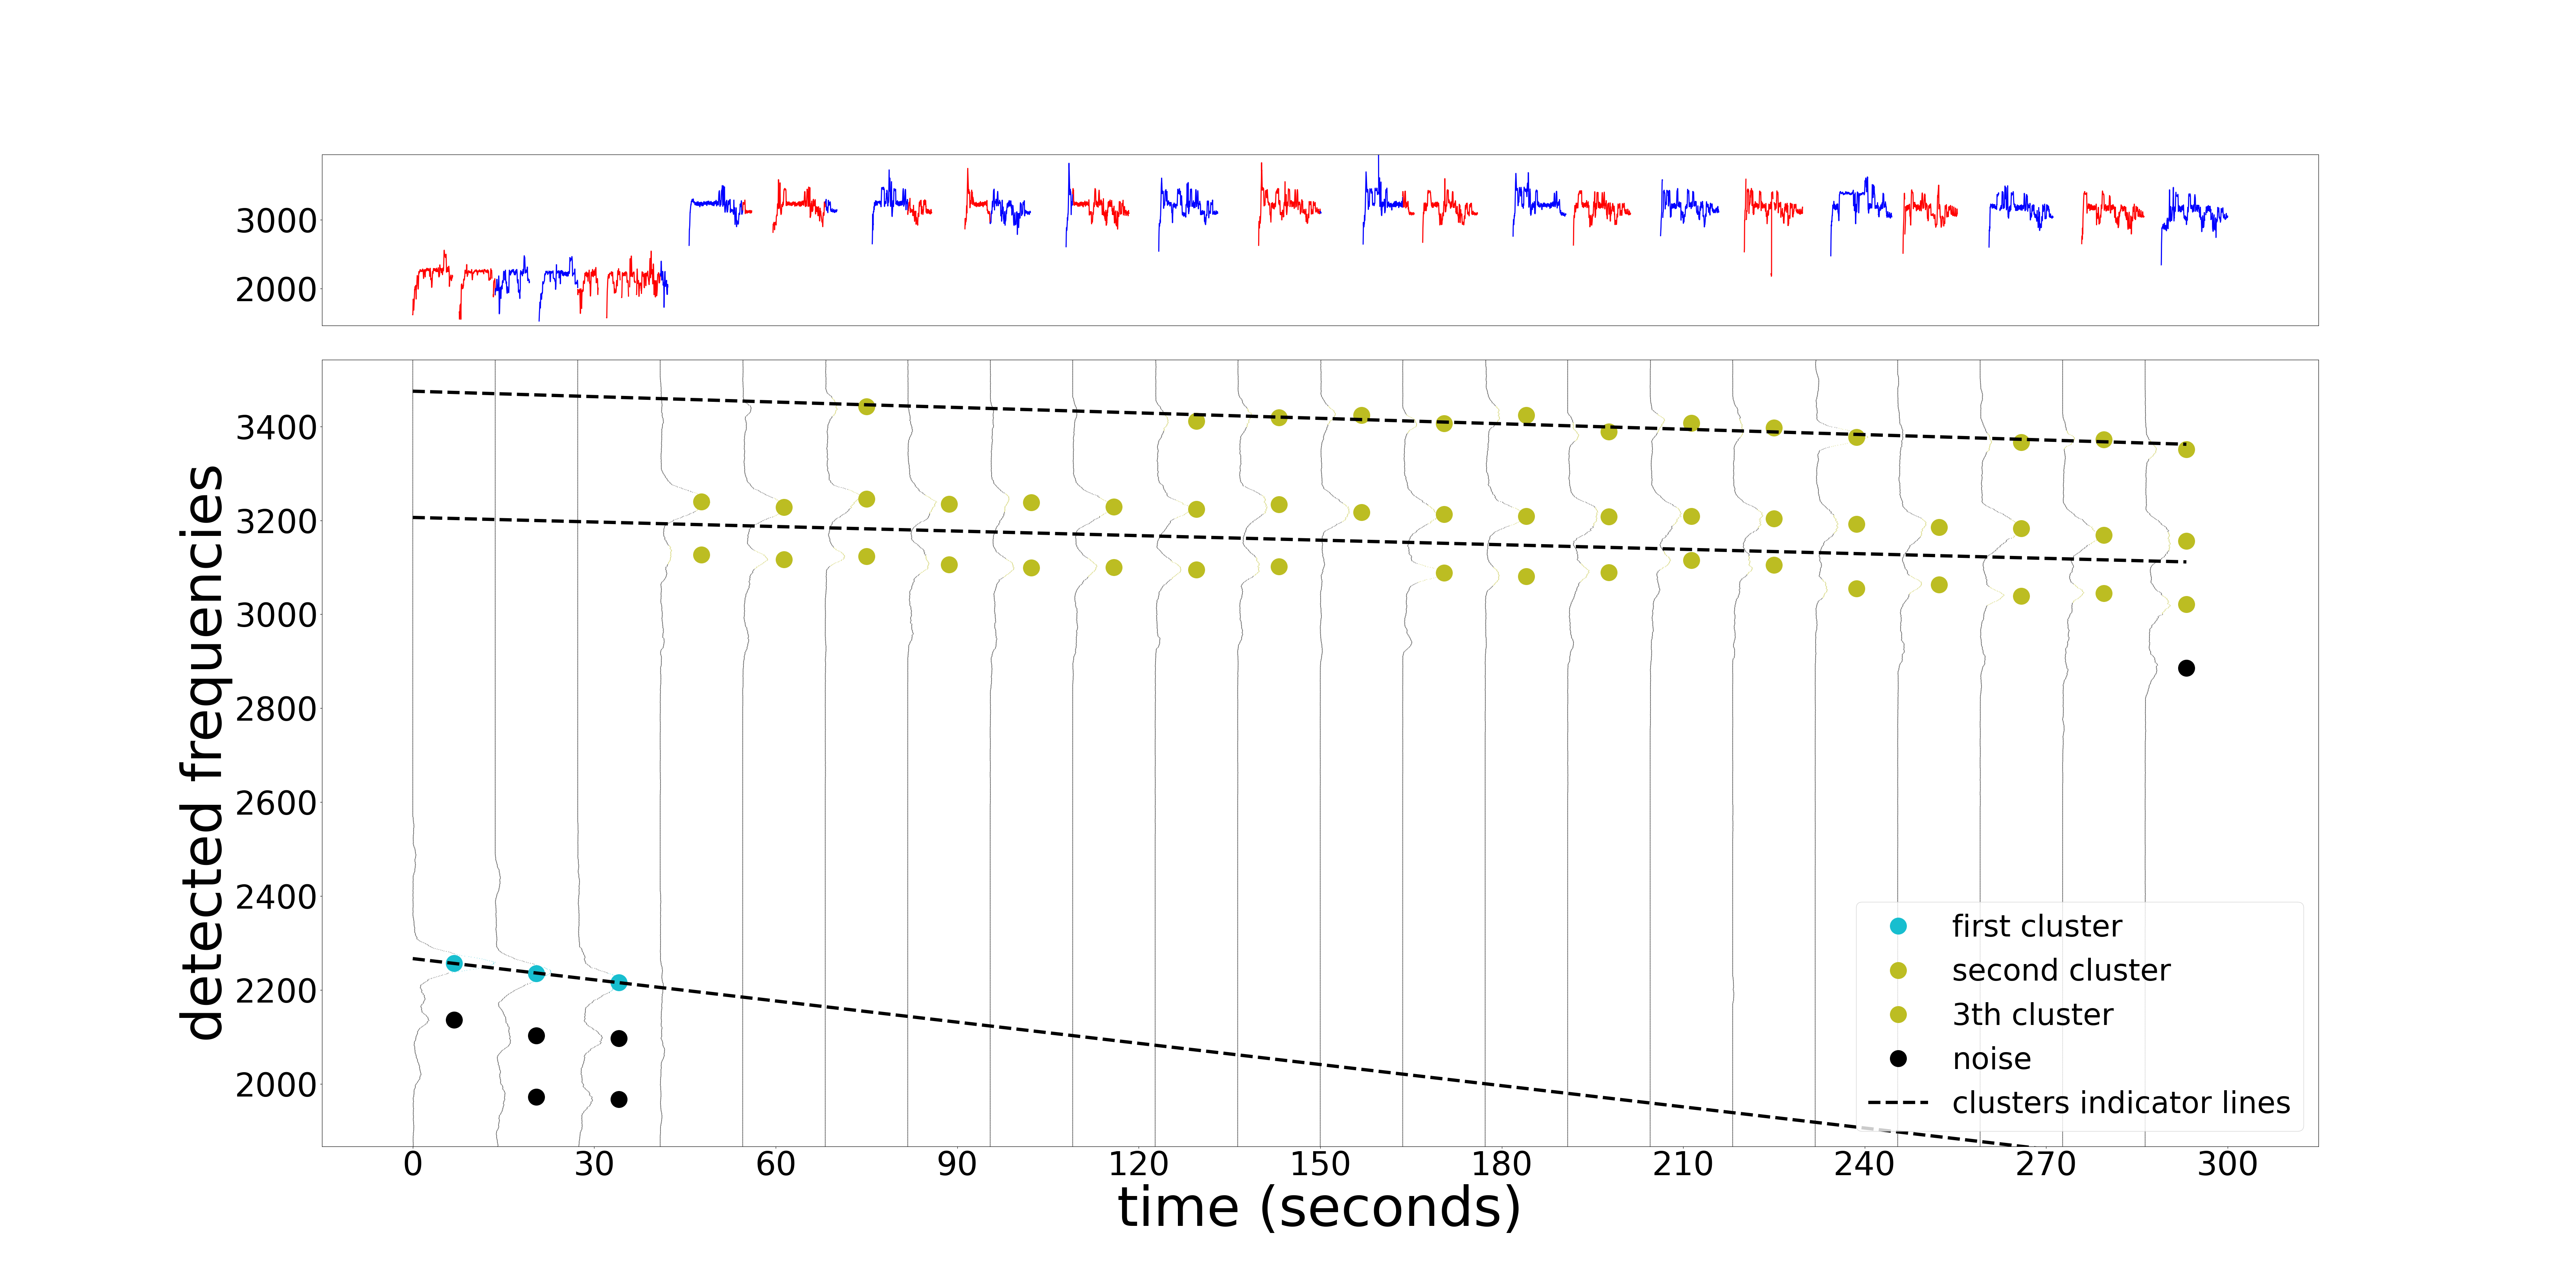 3000
2000
detected frequencies
3400
3200
3000
2800
2600
2400
2200
2000
first cluster
second cluster
3th cluster
noise
clusters indicator lines
0 30 60 90 120 150 180 210 240 270 300
time (seconds)